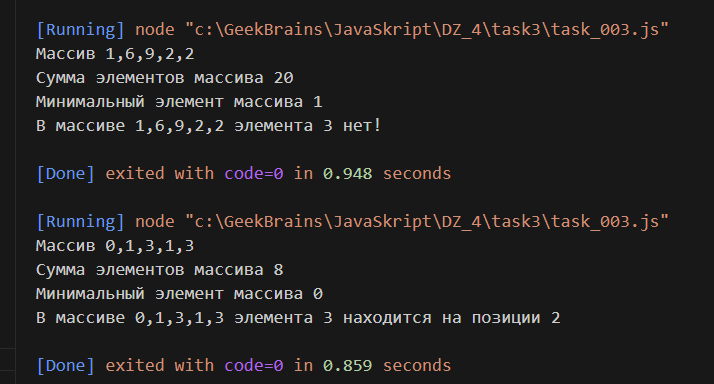 [Running] node "c:\GeekBrains\JavaSkript\DZ_4\task3\task_003.js"
Массив 1,6,9,2,2
Сумма элементов массива 20
Минимальный элемент массива 1
В массиве 1,6,9,2,2 элемента 3 нет!
[Done] exited with code=0 in 0.948 seconds
[Running] node "c:\GeekBrains\JavaSkript\DZ_4\task3\task_003.js"
Массив 0,1,3,1,3
Сумма элементов массива 8
Минимальный элемент массива 0
В массиве 0,1,3,1,3 элемента 3 находится на позиции 2
[Done] exited with code=0 in 0.859 seconds